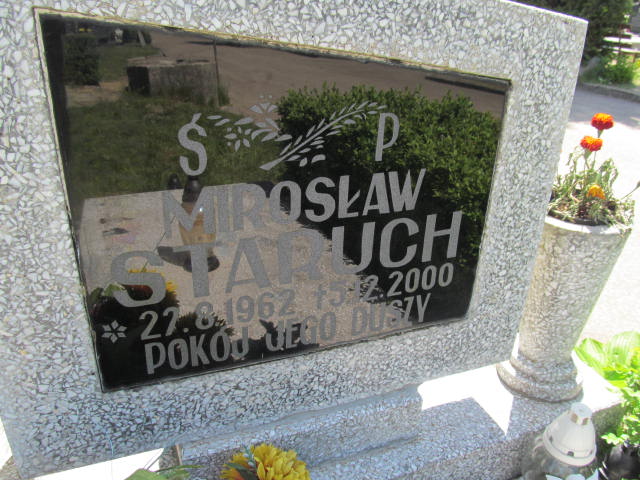 Ś P
MIROSŁAW
STARUCH
* 27.8.1962 †5.12.2000
POKÓJ JEGO DUSZY